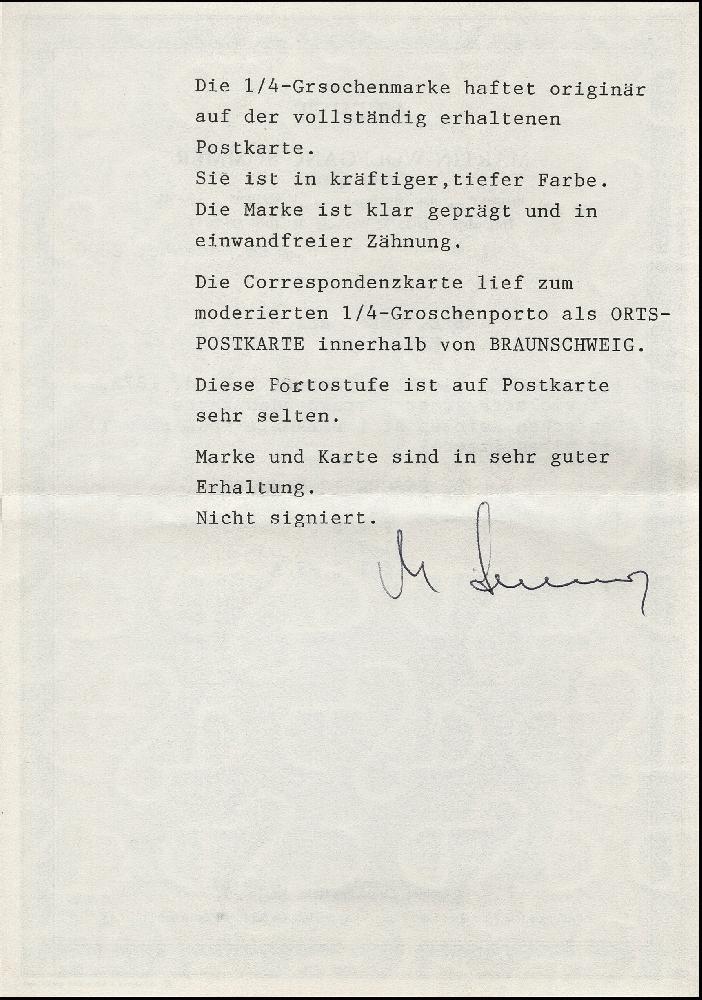 Die 1/4-Grsochenmarke haftet originär
auf der vollständig erhaltenen
Postkarte.
Sie ist in kräftiger,tiefer Farbe.
Die Marke ist klar geprägt und in
einwandfreier Zähnung.
Die Correspondenzkarte lief zum
moderierten 1/4-Groschenporto als ORTS-
POSTKARTE innerhalb von BRAUNSCHWEIG.
Diese Portostufe ist auf Postkarte
sehr selten.
Marke und Karte sind in sehr guter
Erhaltung.
Nicht signiert.